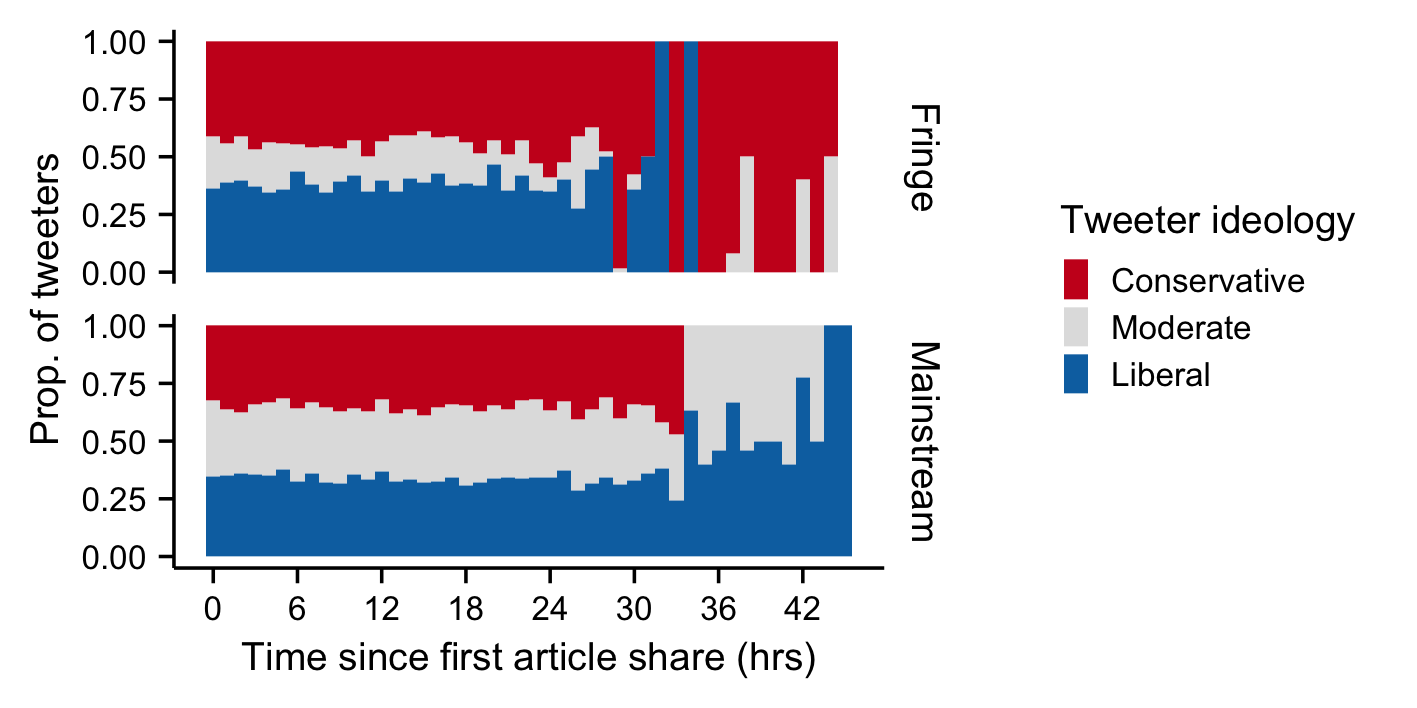 Prop. of tweeters
1.00
0.75
0.50
0.25
0.00
Fringe
1.00
0.75
0.50
0.25
0.00
Mainstream
0 6 12 18 24 30 36 42
Time since first article share (hrs)
Tweeter ideology
Conservative
Moderate
Liberal